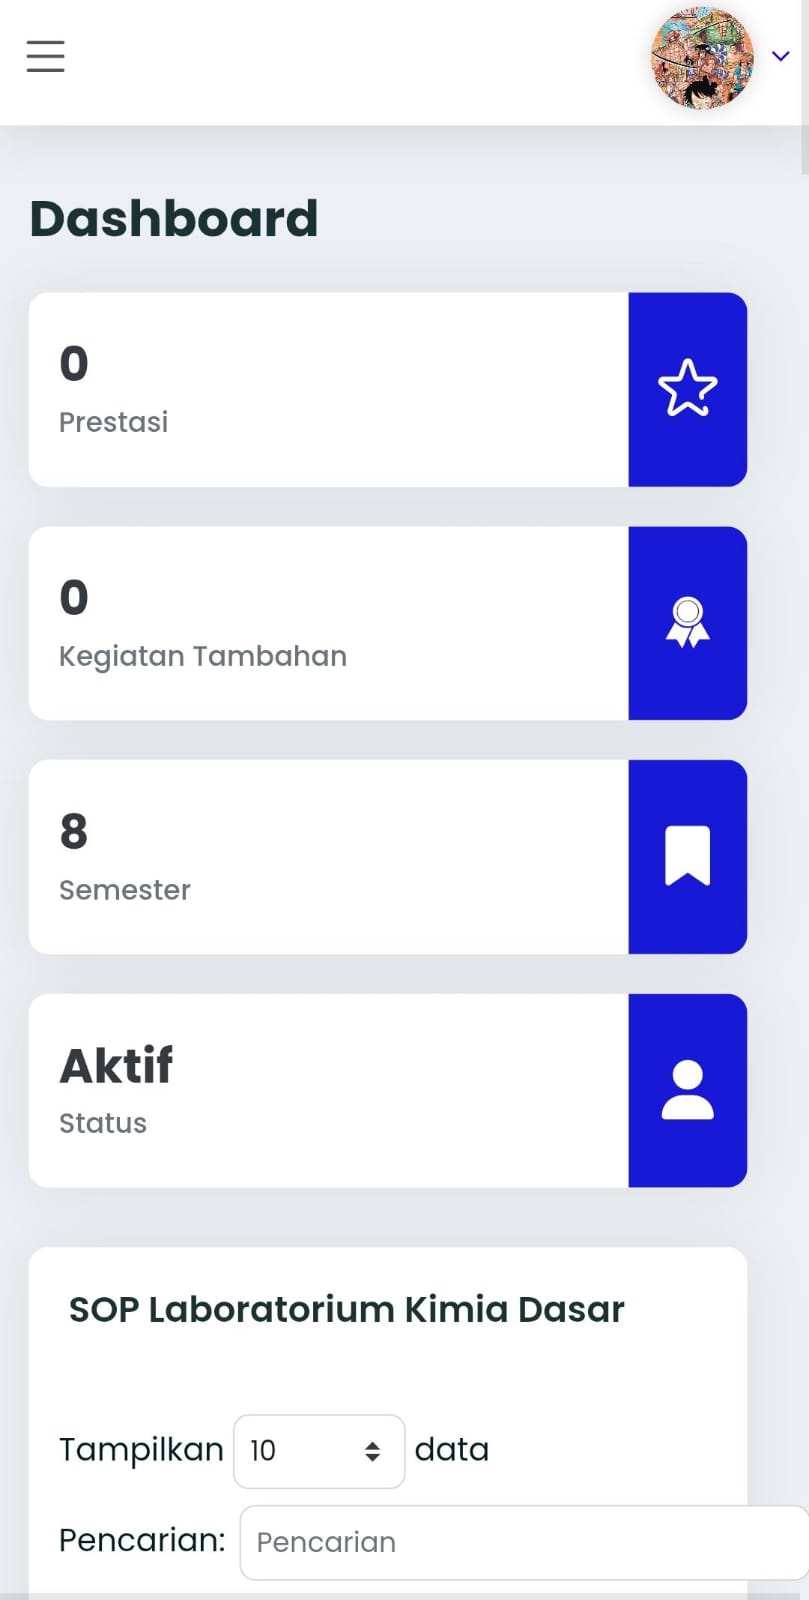 Dashboard
0
Prestasi
0
Kegiatan Tambahan
8
Semester
Aktif
Status
SOP Laboratorium Kimia Dasar
Tampilkan 10 data
Pencarian: Pencarian